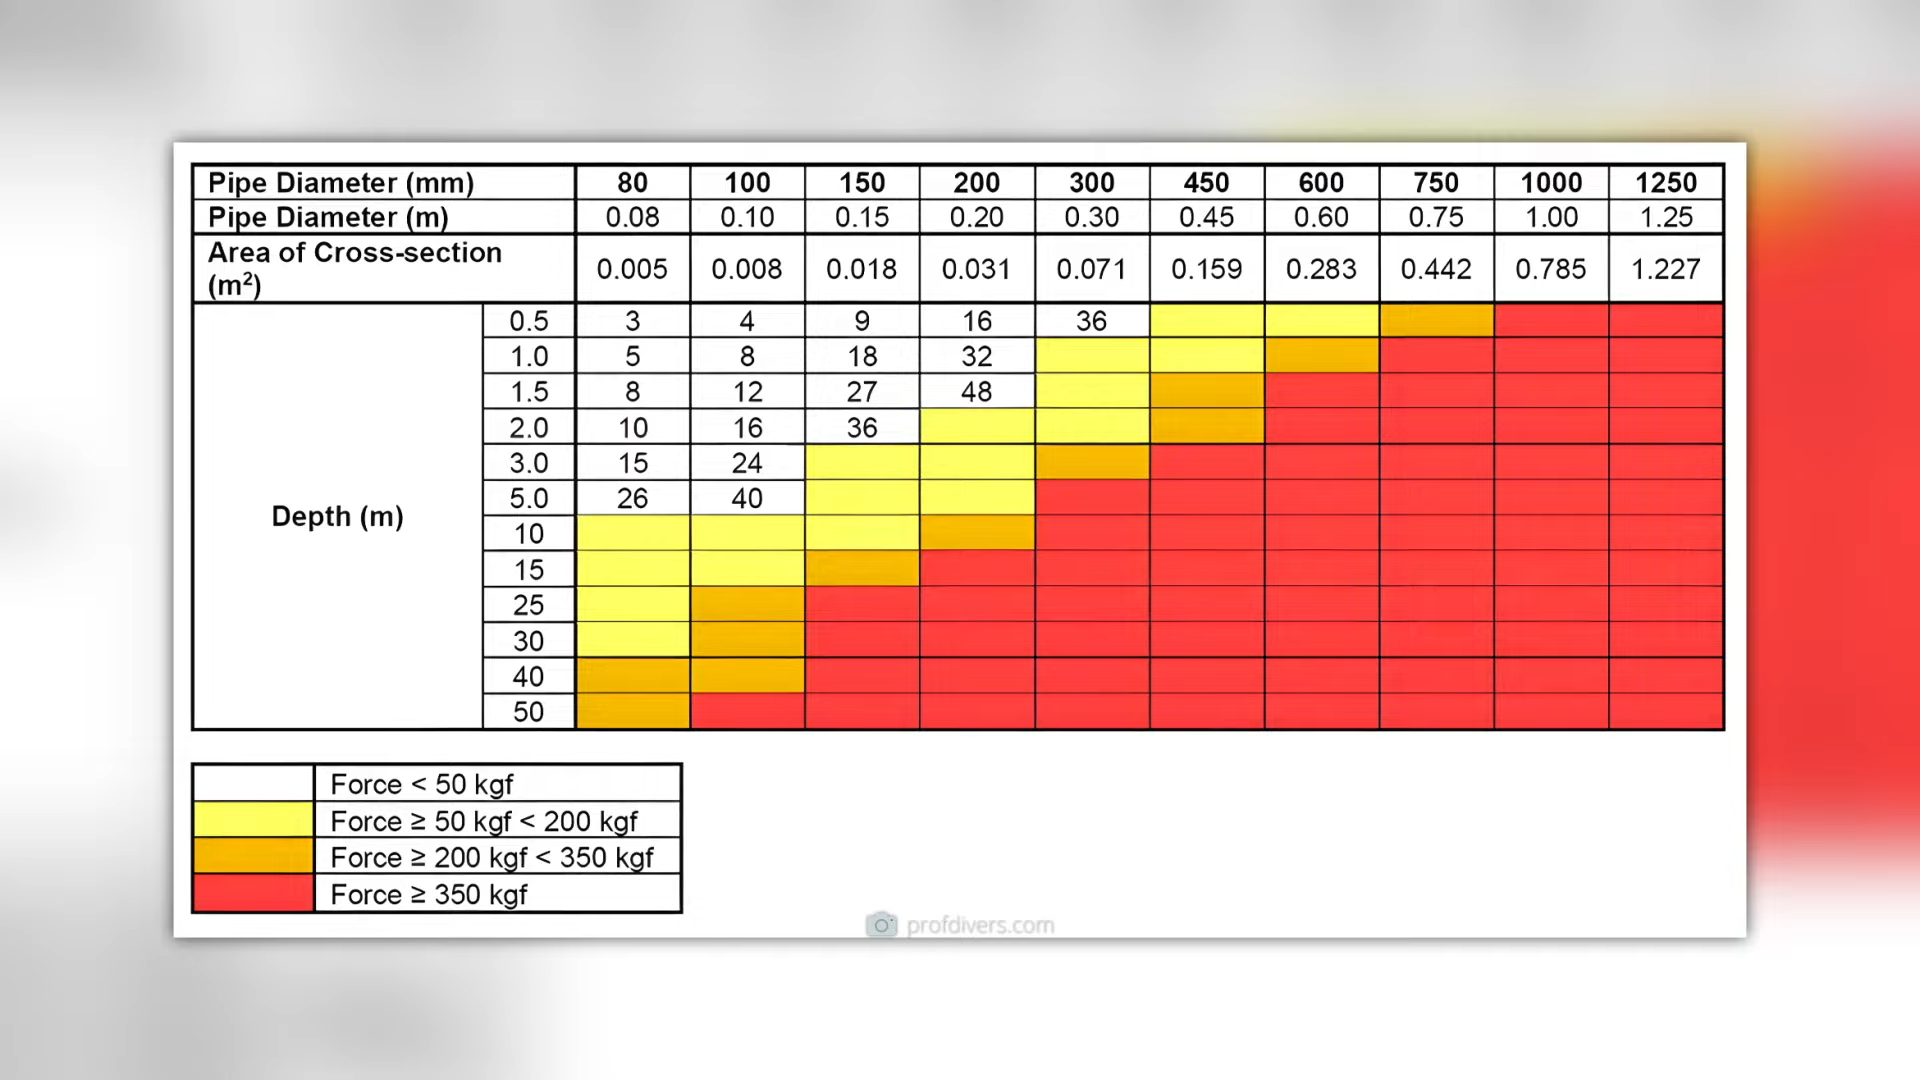 Pipe Diameter (mm) 80 100 150 200 300 450 600 750 1000 1250
Pipe Diameter (m) 0.08 0.10 0.15 0.20 0.30 0.45 0.60 0.75 1.00 1.25
Area of Cross-section (m²) 0.005 0.008 0.018 0.031 0.071 0.159 0.283 0.442 0.785 1.227
Depth (m)
0.5 3 4 9 16 36
1.0 5 8 18 32
1.5 8 12 27 48
2.0 10 16 36
3.0 15 24
5.0 26 40
10
15
25
30
40
50
Force < 50 kgf
Force ≥ 50 kgf < 200 kgf
Force ≥ 200 kgf < 350 kgf
Force ≥ 350 kgf
profdivers.com